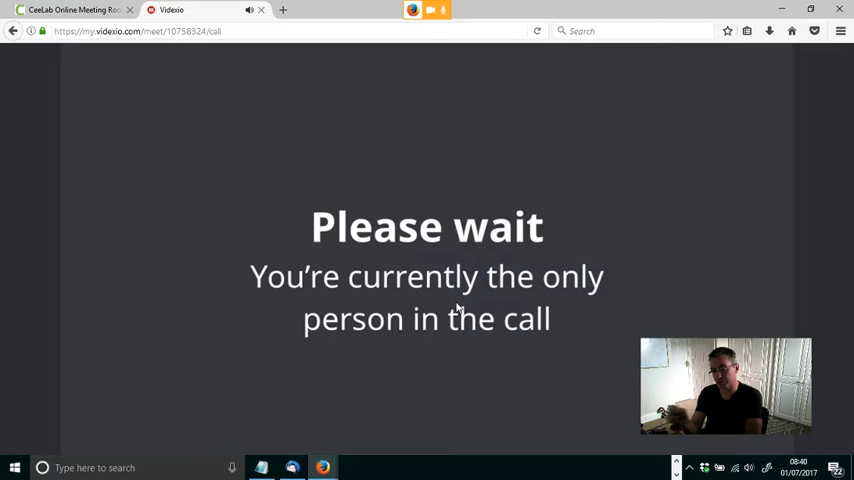 CeeLab Online Meeting Roo
Videxio
https://my.videxio.com/meet/10758324/call
Search
Please wait
You're currently the only
person in the call
Type here to search
08:40
01/07/2017
22